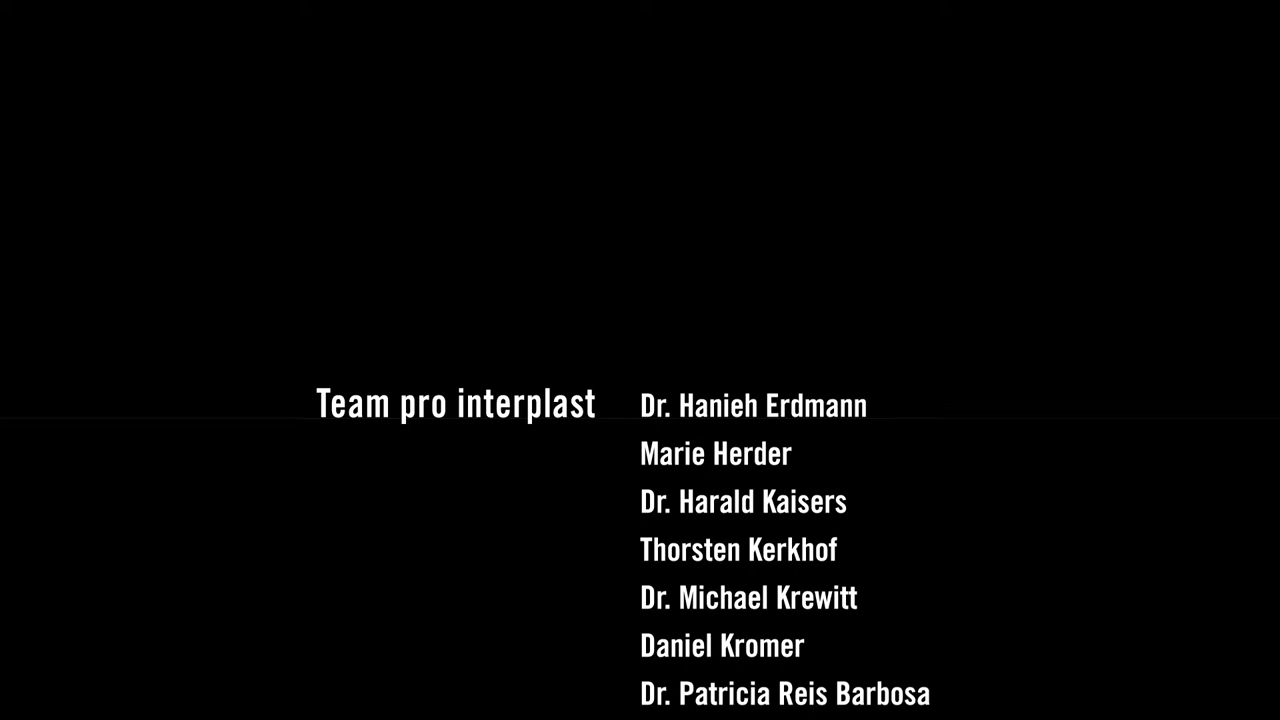 Team pro interplast Dr. Hanieh Erdmann
Marie Herder
Dr. Harald Kaisers
Thorsten Kerkhof
Dr. Michael Krewitt
Daniel Kromer
Dr. Patricia Reis Barbosa